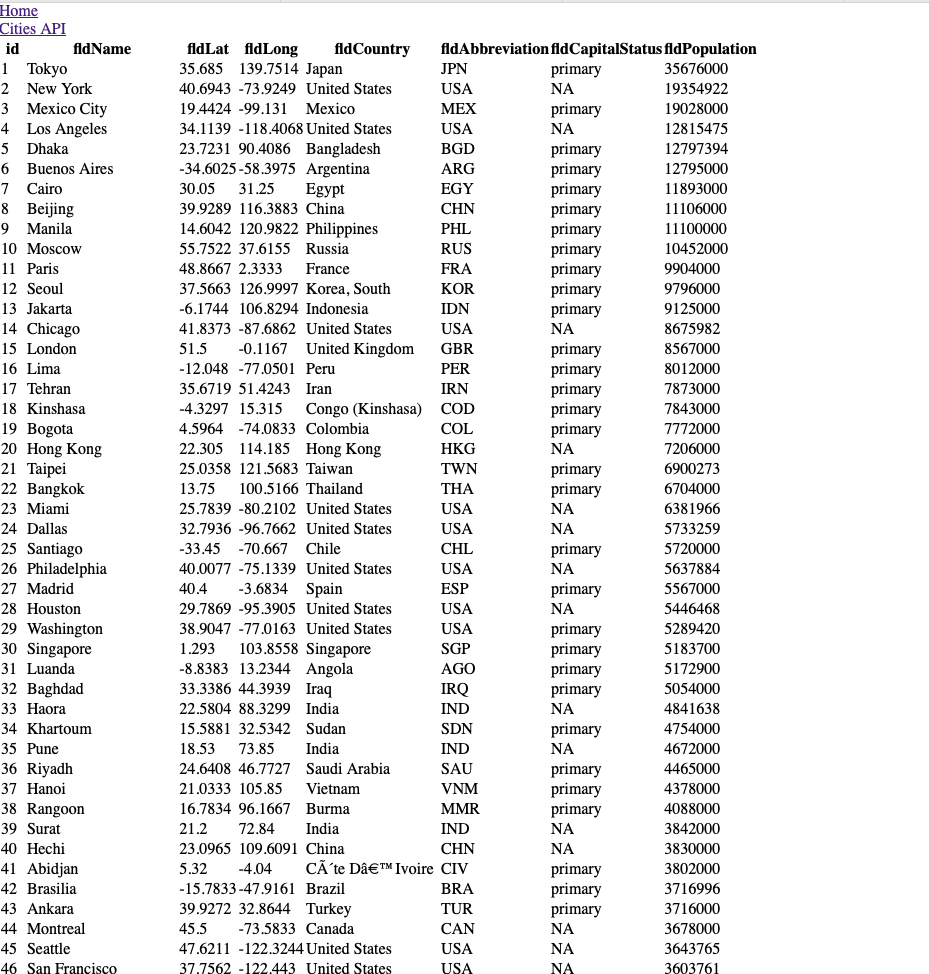 Home
Cities API
id fldName fldLat fldLong fldCountry fldAbbreviation fldCapitalStatus fldPopulation
1 Tokyo 35.685 139.7514 Japan JPN primary 35676000
2 New York 40.6943 -73.9249 United States USA NA 19354922
3 Mexico City 19.4424 -99.131 Mexico MEX primary 19028000
4 Los Angeles 34.1139 -118.4068 United States USA NA 12815475
5 Dhaka 23.7231 90.4086 Bangladesh BGD primary 12797394
6 Buenos Aires -34.6025 -58.3975 Argentina ARG primary 12795000
7 Cairo 30.05 31.25 Egypt EGY primary 11893000
8 Beijing 39.9289 116.3883 China CHN primary 11106000
9 Manila 14.6042 120.9822 Philippines PHL primary 11100000
10 Moscow 55.7522 37.6155 Russia RUS primary 10452000
11 Paris 48.8667 2.3333 France FRA primary 9904000
12 Seoul 37.5663 126.9997 Korea, South KOR primary 9796000
13 Jakarta -6.1744 106.8294 Indonesia IDN primary 9125000
14 Chicago 41.8373 -87.6862 United States USA NA 8675982
15 London 51.5 -0.1167 United Kingdom GBR primary 8567000
16 Lima -12.048 -77.0501 Peru PER primary 8012000
17 Tehran 35.6719 51.4243 Iran IRN primary 7873000
18 Kinshasa -4.3297 15.315 Congo (Kinshasa) COD primary 7843000
19 Bogota 4.5964 -74.0833 Colombia COL primary 7772000
20 Hong Kong 22.305 114.185 Hong Kong HKG NA 7206000
21 Taipei 25.0358 121.5683 Taiwan TWN primary 6900273
22 Bangkok 13.75 100.5166 Thailand THA primary 6704000
23 Miami 25.7839 -80.2102 United States USA NA 6381966
24 Dallas 32.7936 -96.7662 United States USA NA 5733259
25 Santiago -33.45 -70.667 Chile CHL primary 5720000
26 Philadelphia 40.0077 -75.1339 United States USA NA 5637884
27 Madrid 40.4 -3.6834 Spain ESP primary 5567000
28 Houston 29.7869 -95.3905 United States USA NA 5446468
29 Washington 38.9047 -77.0163 United States USA primary 5289420
30 Singapore 1.293 103.8558 Singapore SGP primary 5183700
31 Luanda -8.8383 13.2344 Angola AGO primary 5172900
32 Baghdad 33.3386 44.3939 Iraq IRQ primary 5054000
33 Haora 22.5804 88.3299 India IND NA 4841638
34 Khartoum 15.5881 32.5342 Sudan SDN primary 4754000
35 Pune 18.53 73.85 India IND NA 4672000
36 Riyadh 24.6408 46.7727 Saudi Arabia SAU primary 4465000
37 Hanoi 21.0333 105.85 Vietnam VNM primary 4378000
38 Rangoon 16.7834 96.1667 Burma MMR primary 4088000
39 Surat 21.2 72.84 India IND NA 3842000
40 Hechi 23.0965 109.6091 China CHN NA 3830000
41 Abidjan 5.32 -4.04 CÃ´te Dâ€™Ivoire CIV primary 3802000
42 Brasilia -15.7833 -47.9161 Brazil BRA primary 3716996
43 Ankara 39.9272 32.8644 Turkey TUR primary 3716000
44 Montreal 45.5 -73.5833 Canada CAN NA 3678000
45 Seattle 47.6211 -122.3244 United States USA NA 3643765
46 San Francisco 37.7562 -122.443 United States USA NA 3603761